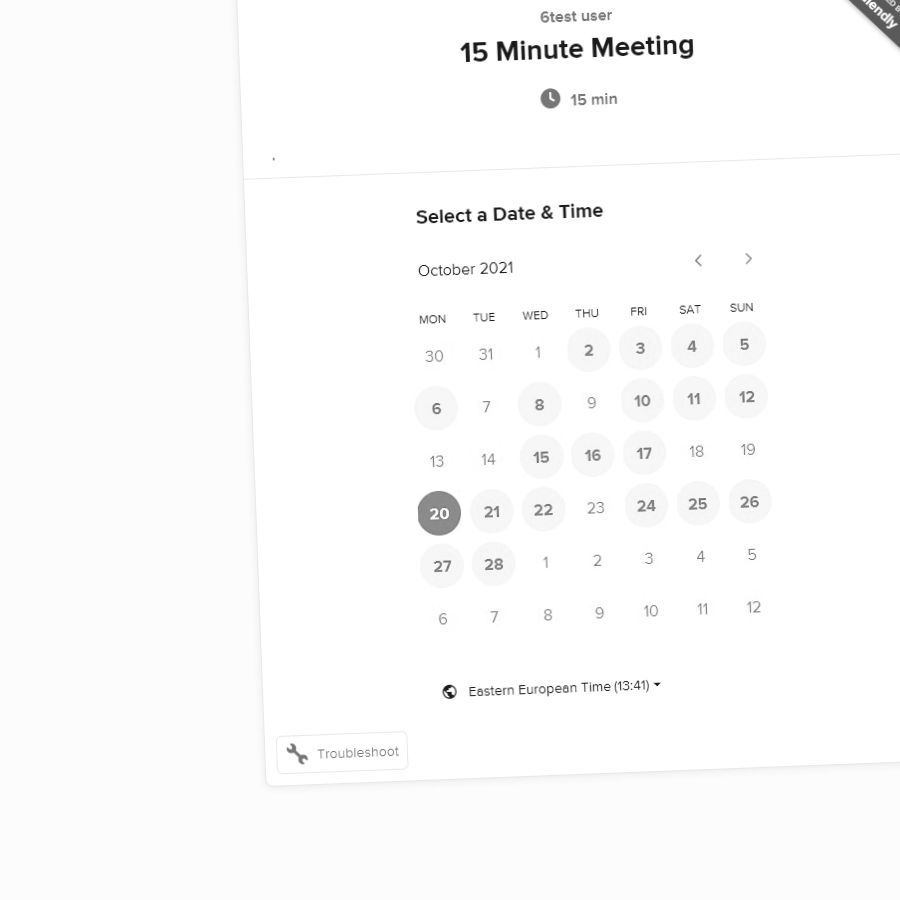 6test user
15 Minute Meeting
15 min
Select a Date & Time
October 2021
MON TUE WED THU FRI SAT SUN
30 31 1 2 3 4 5
6 7 8 9 10 11 12
13 14 15 16 17 18 19
20 21 22 23 24 25 26
27 28 1 2 3 4 5
6 7 8 9 10 11 12
Eastern European Time (13:41)
Troubleshoot